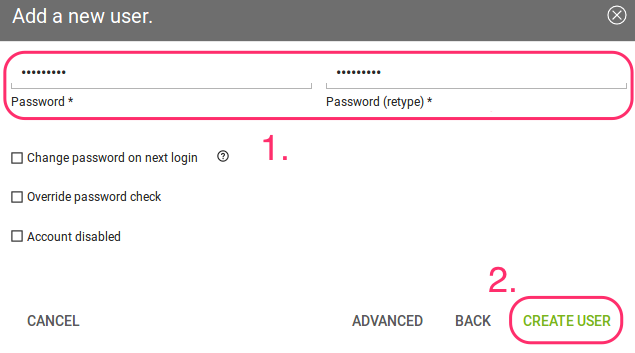 Add a new user.
••••••••• •••••••••
Password * Password (retype) *
1.
Change password on next login
Override password check
Account disabled
2.
CANCEL ADVANCED BACK CREATE USER